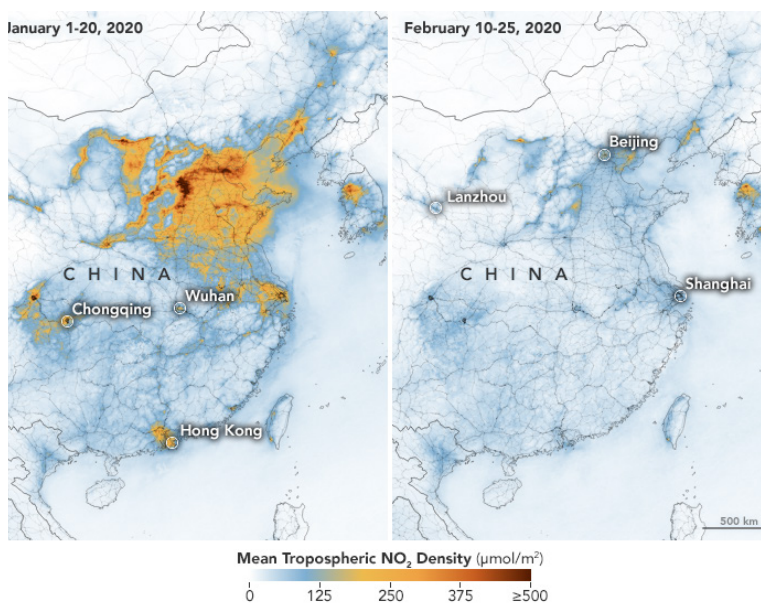 January 1-20, 2020
February 10-25, 2020
Beijing
Lanzhou
CHINA
CHINA
Shanghai
Wuhan
Chongqing
Hong Kong
500 km
Mean Tropospheric NO₂ Density (µmol/m²)
0 125 250 375 ≥500